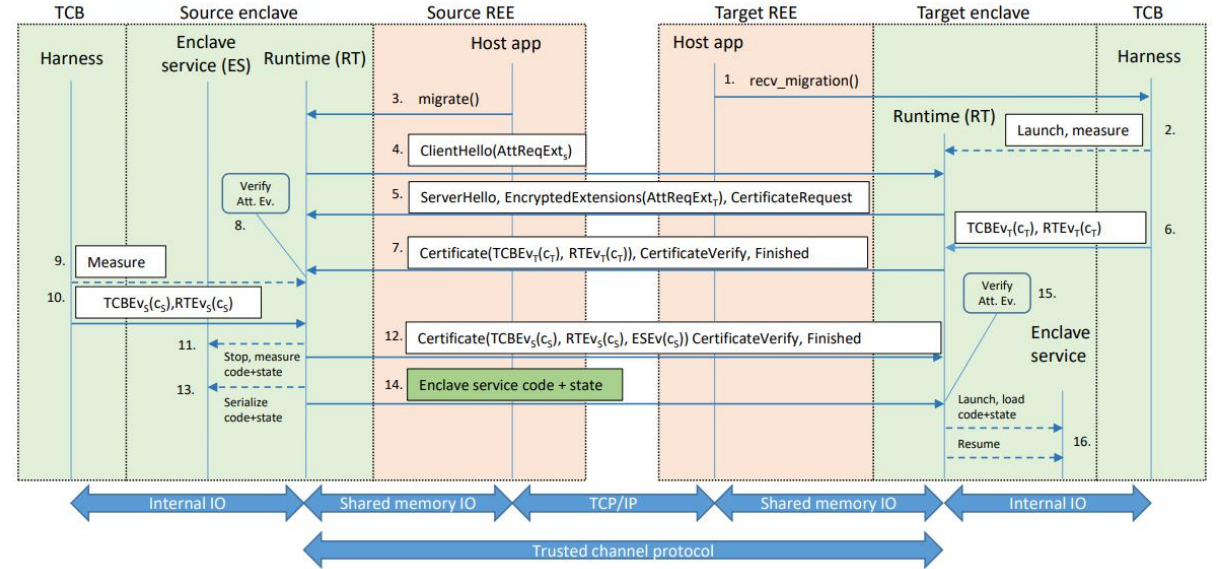 TCB
Source enclave
Source REE
Target REE
Target enclave
TCB
Harness
Enclave
service (ES)
Runtime (RT)
Host app
Host app
Harness
1. recv_migration()
3. migrate()
Runtime (RT)
Launch, measure
2.
4. ClientHello(AttReqExtₛ)
Verify
Att. Ev.
8.
5. ServerHello, EncryptedExtensions(AttReqExt_T), CertificateRequest
TCBEv_T(c_T), RTEv_T(c_T)
6.
7. Certificate(TCBEv_T(c_T), RTEv_T(c_T)), CertificateVerify, Finished
9. Measure
10. TCBEv_S(c_S),RTEv_S(c_S)
Verify
Att. Ev.
15.
12. Certificate(TCBEv_S(c_S), RTEv_S(c_S), ESEv(c_S)) CertificateVerify, Finished
Enclave
service
11.
Stop, measure
code+state
13.
Serialize
code+state
14. Enclave service code + state
Launch, load
code+state
Resume
16.
Internal IO
Shared memory IO
TCP/IP
Shared memory IO
Internal IO
Trusted channel protocol